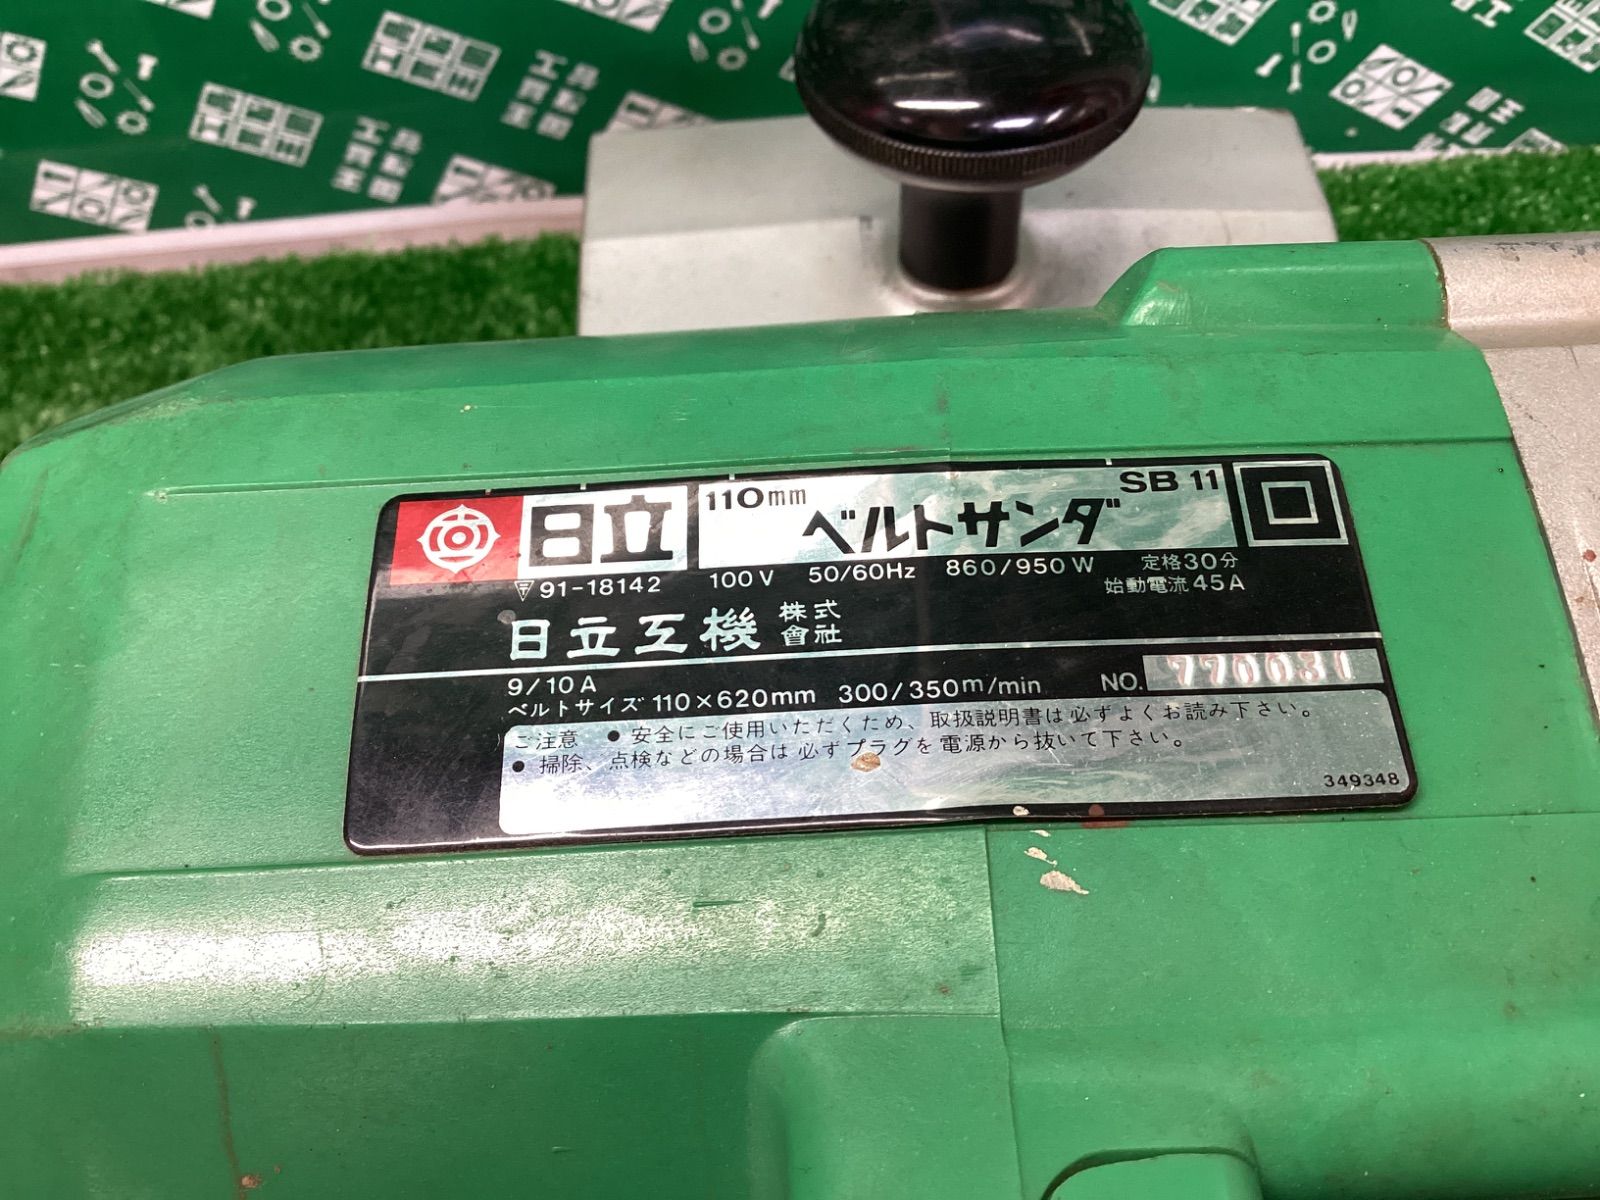 日立
110mm
SB 11
ベルトサンダ
〒91-18142 100V 50/60Hz 860/950W 定格30分
始動電流45A
日立工機 株式
會社
9/10A
ベルトサイズ 110×620mm 300/350m/min NO. 770031
ご注意 ●安全にご使用いただくため、取扱説明書は必ずよくお読み下さい。
●掃除、点検などの場合は必ずプラグを電源から抜いて下さい。
349348